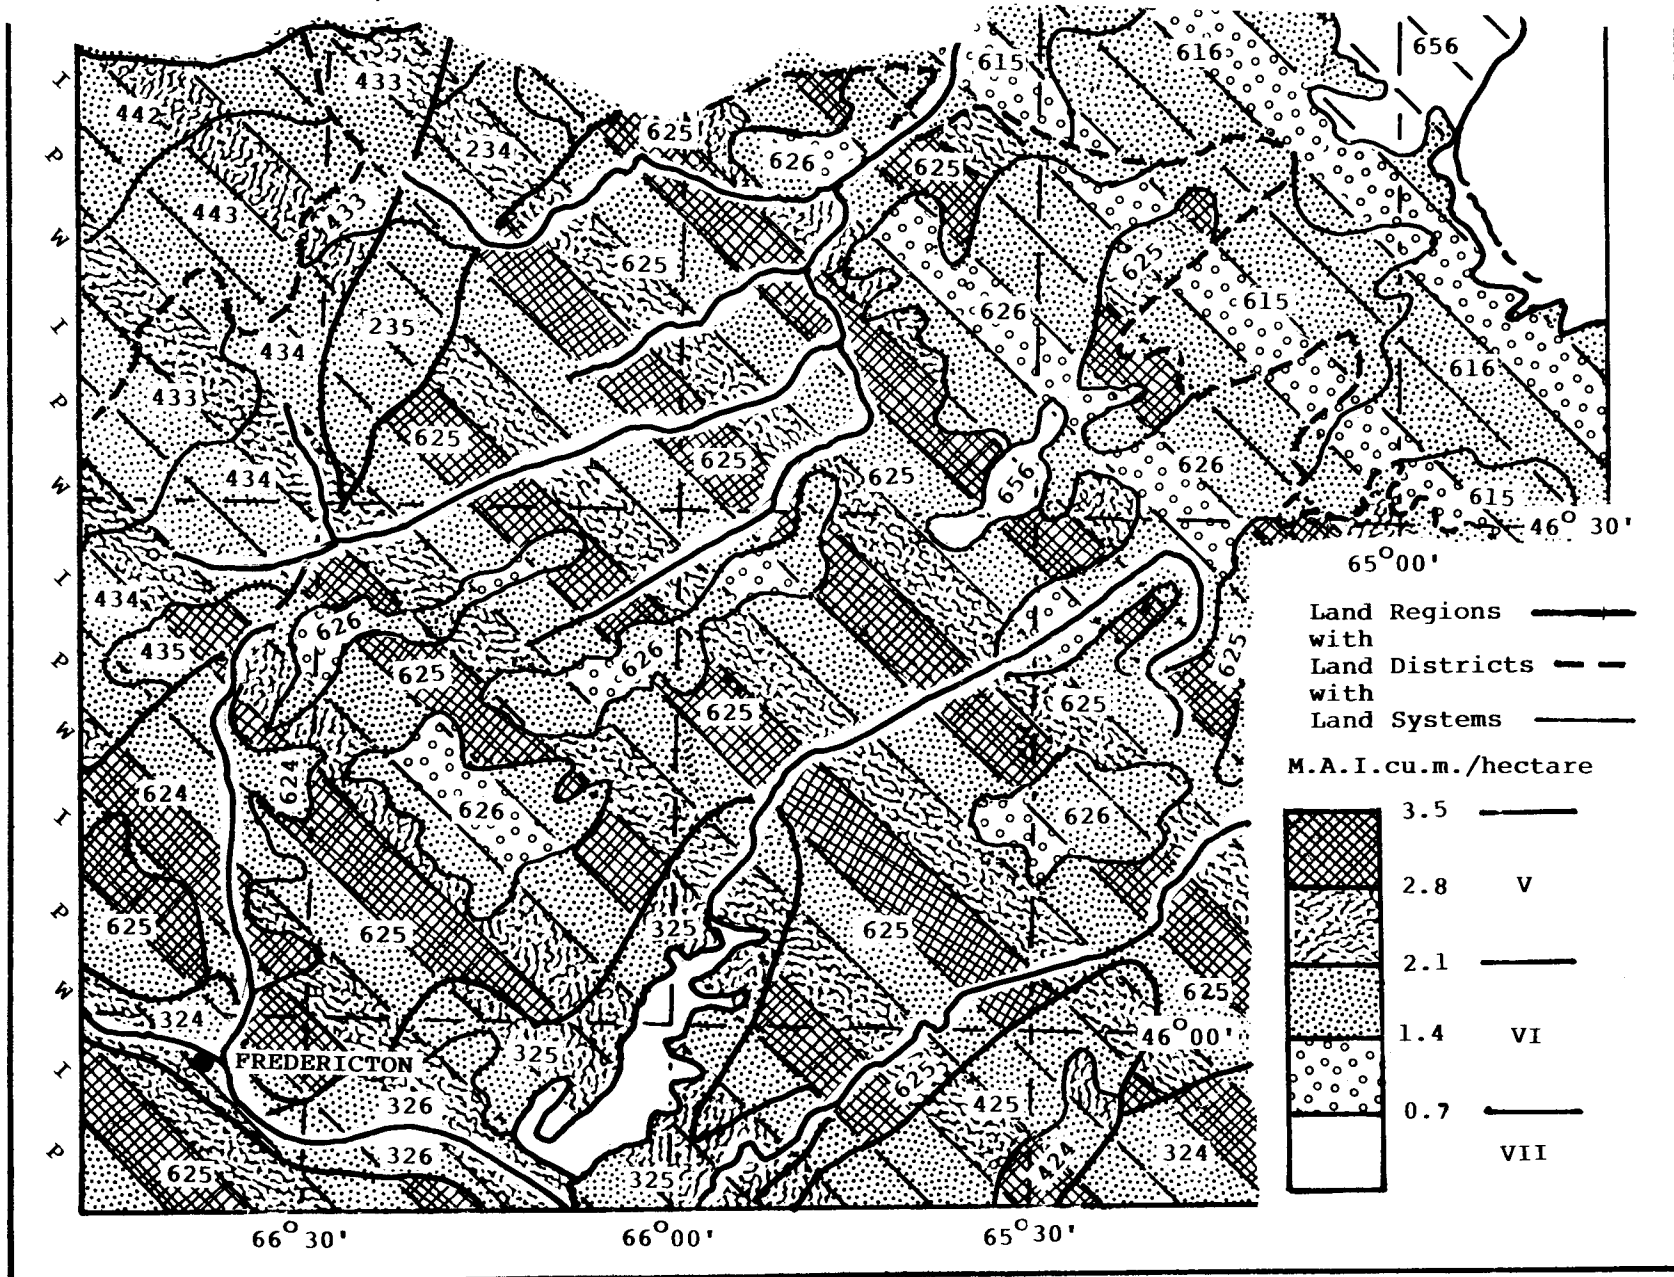 615 616 656
I 433
442
P 234 625 626 625
443 433
W 625 625
626 615
I 235
434
616
P 433
625 625 626
W 434 625 656 615
46° 30'
65°00'
I 434
Land Regions
with
626
P 435 625 626 625
Land Districts
with
W 625 625
Land Systems
M.A.I.cu.m./hectare
624 624
I 626 626
3.5
2.8 V
P 625 625 325 625
2.1
W 324 625
46°00'
1.4 VI
I FREDERICTON 325 625
326 425
0.7
P 326 424 324
VII
625 325
66°30' 66°00' 65°30'